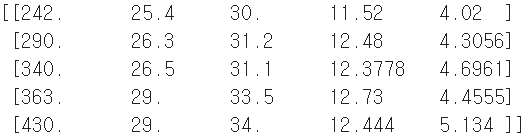 [[242. 25.4 30. 11.52 4.02 ]
[290. 26.3 31.2 12.48 4.3056]
[340. 26.5 31.1 12.3778 4.6961]
[363. 29. 33.5 12.73 4.4555]
[430. 29. 34. 12.444 5.134 ]]